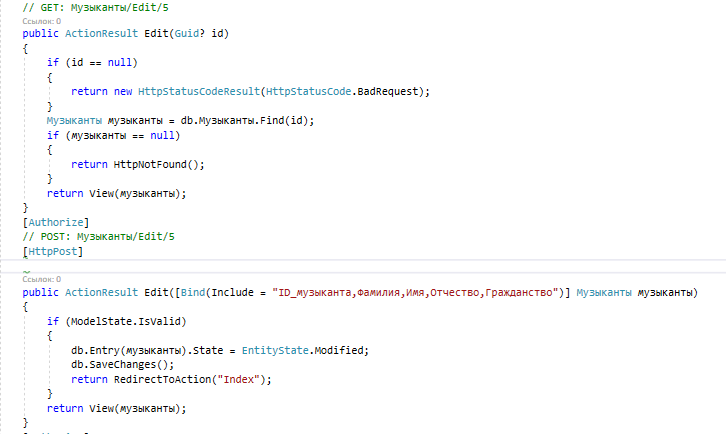 // GET: Музыканты/Edit/5
Ссылок: 0
public ActionResult Edit(Guid? id)
{
if (id == null)
{
return new HttpStatusCodeResult(HttpStatusCode.BadRequest);
}
Музыканты музыканты = db.Музыканты.Find(id);
if (музыканты == null)
{
return HttpNotFound();
}
return View(музыканты);
}
[Authorize]
// POST: Музыканты/Edit/5
[HttpPost]
Ссылок: 0
public ActionResult Edit([Bind(Include = "ID_музыканта,Фамилия,Имя,Отчество,Гражданство")] Музыканты музыканты)
{
if (ModelState.IsValid)
{
db.Entry(музыканты).State = EntityState.Modified;
db.SaveChanges();
return RedirectToAction("Index");
}
return View(музыканты);
}